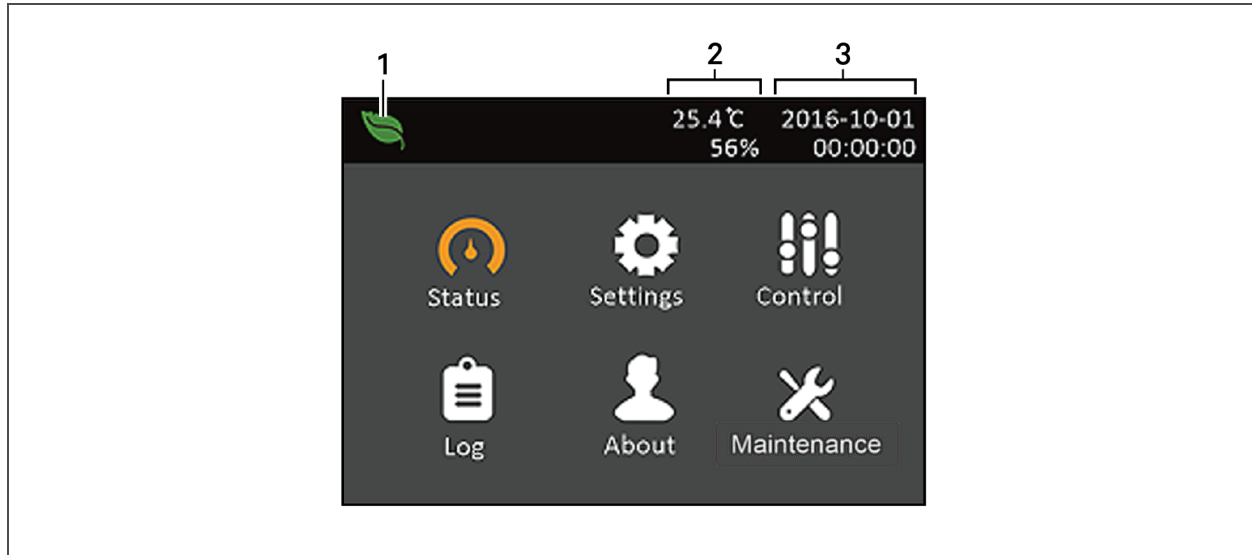 1 2 3
25.4℃ 2016-10-01
56% 00:00:00
Status Settings Control
Log About Maintenance